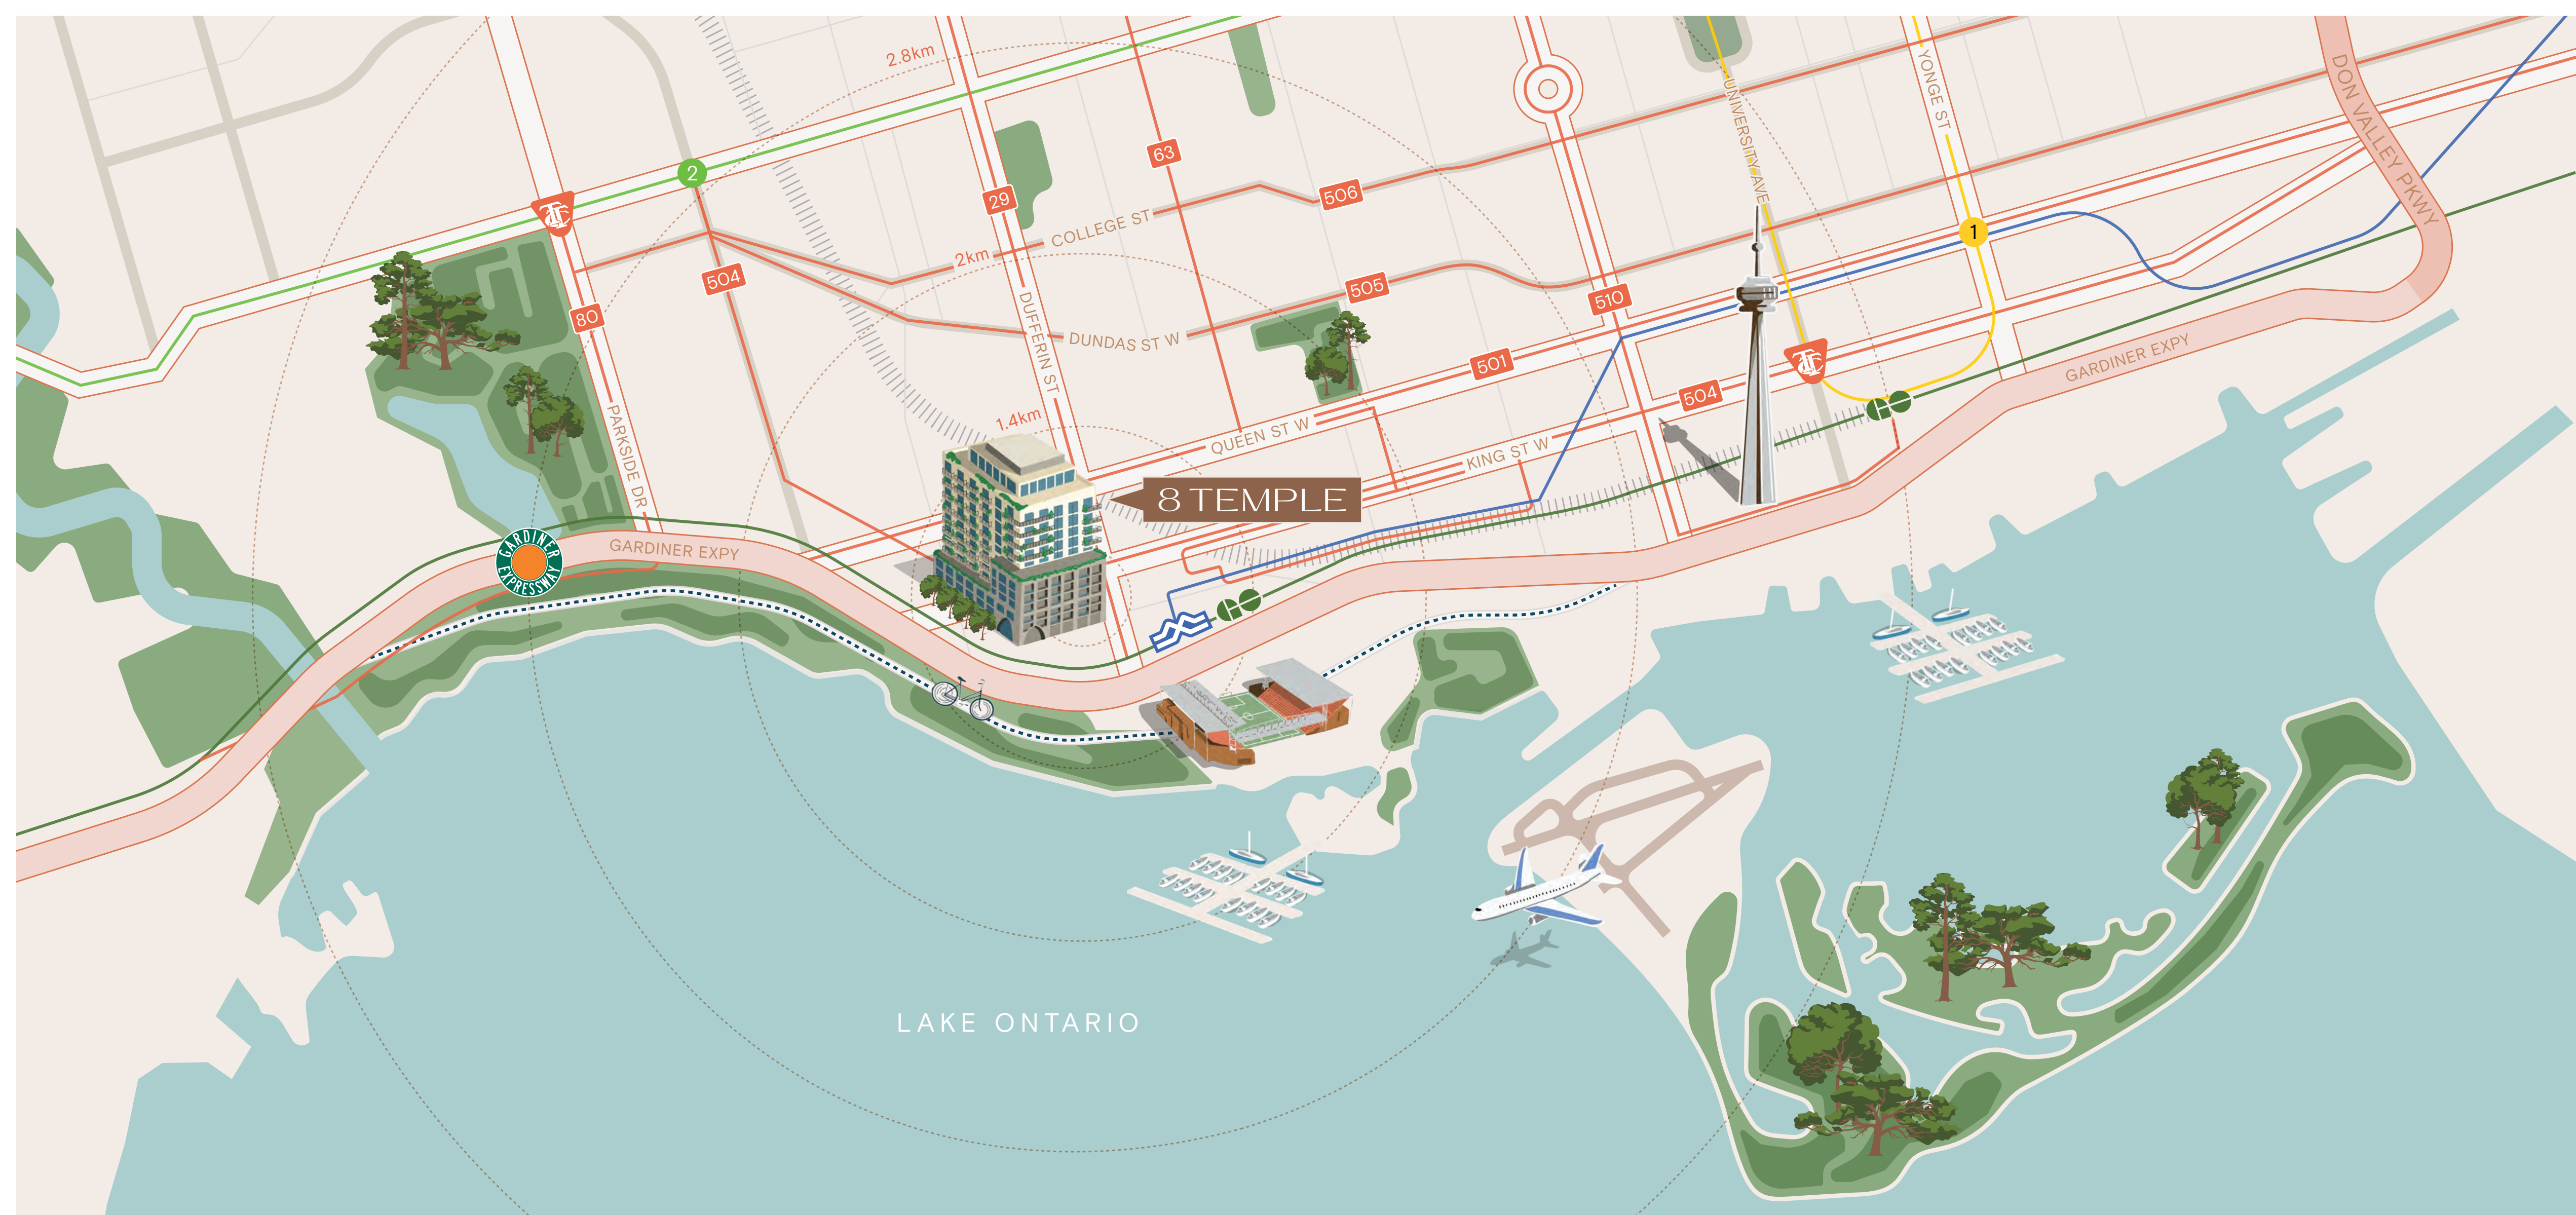 2.8km
YONGE ST
UNIVERSITY AVE
DON VALLEY PKWY
63
2
506
29
COLLEGE ST
1
2km
504
505
510
80
DUFFERIN ST
DUNDAS ST W
501
GARDINER EXPY
504
PARKSIDE DR
1.4km
QUEEN ST W
KING ST W
8 TEMPLE
GARDINER EXPY
GARDINER
EXPRESSWAY
LAKE ONTARIO